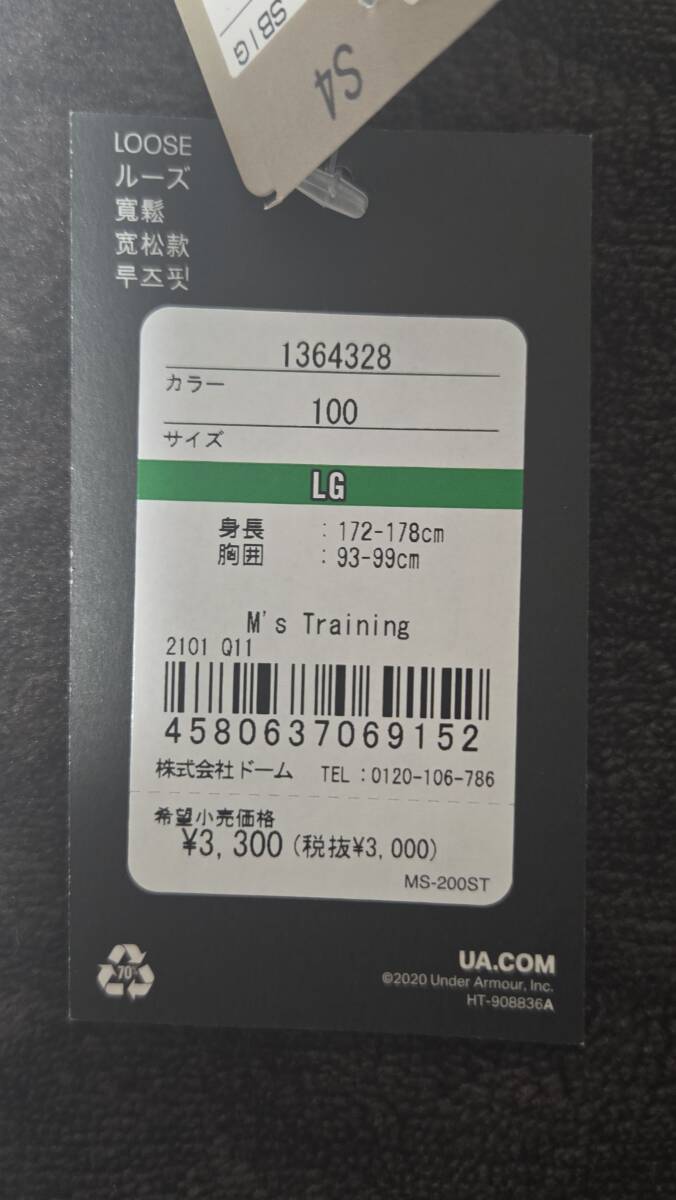 SB/G
S4
LOOSE
ルーズ
寬鬆
宽松款
루즈핏
1364328
カラー
100
サイズ
LG
身長 : 172-178cm
胸囲 : 93-99cm
M's Training
2101 Q11
4580637069152
株式会社ドーム TEL：0120-106-786
希望小売価格
¥3,300(税抜¥3,000)
MS-200ST
70%
UA.COM
©2020 Under Armour, Inc.
HT-908836A